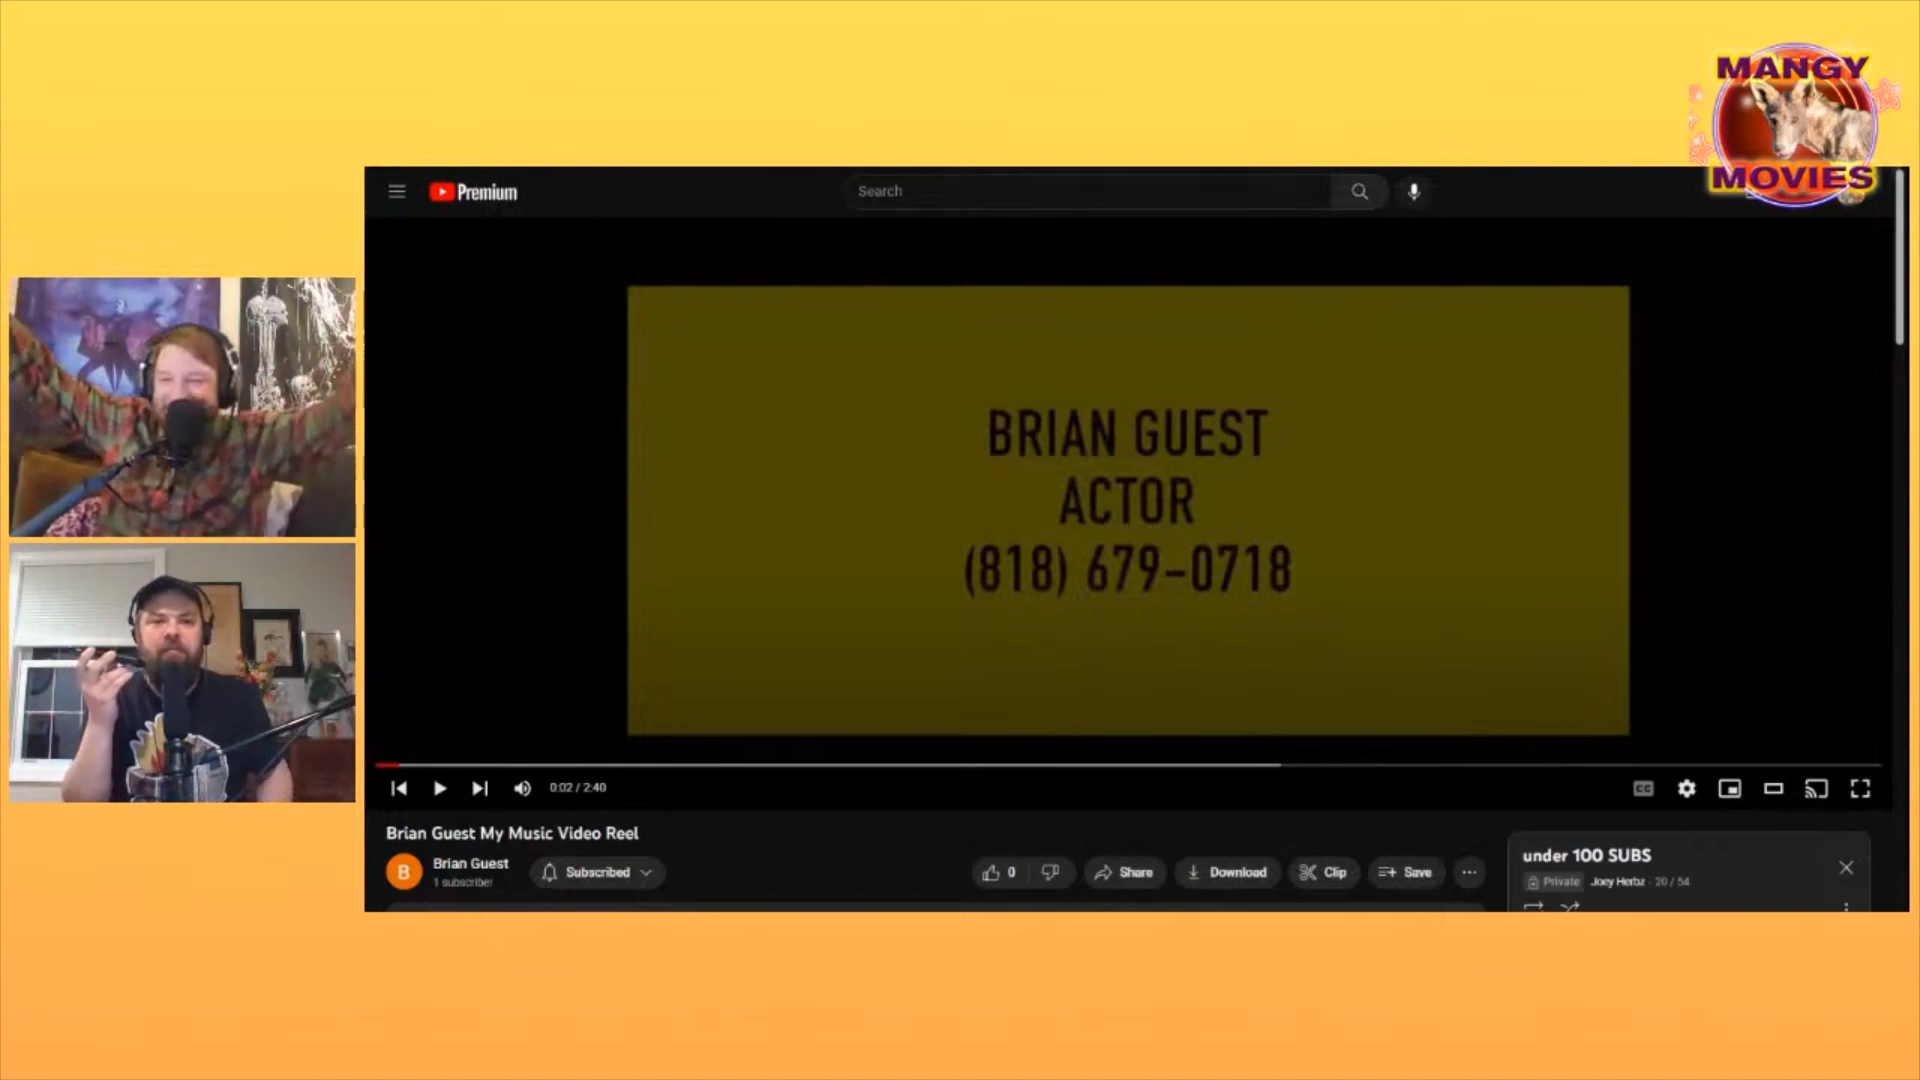 MANGY
MOVIES
Premium
Search
BRIAN GUEST
ACTOR
(818) 679-0718
0:02 / 2:40
CC
Brian Guest My Music Video Reel
B
Brian Guest
1 subscriber
Subscribed
0
Share
Download
Clip
Save
under 100 SUBS
Private
Joey Herbz - 20 / 54